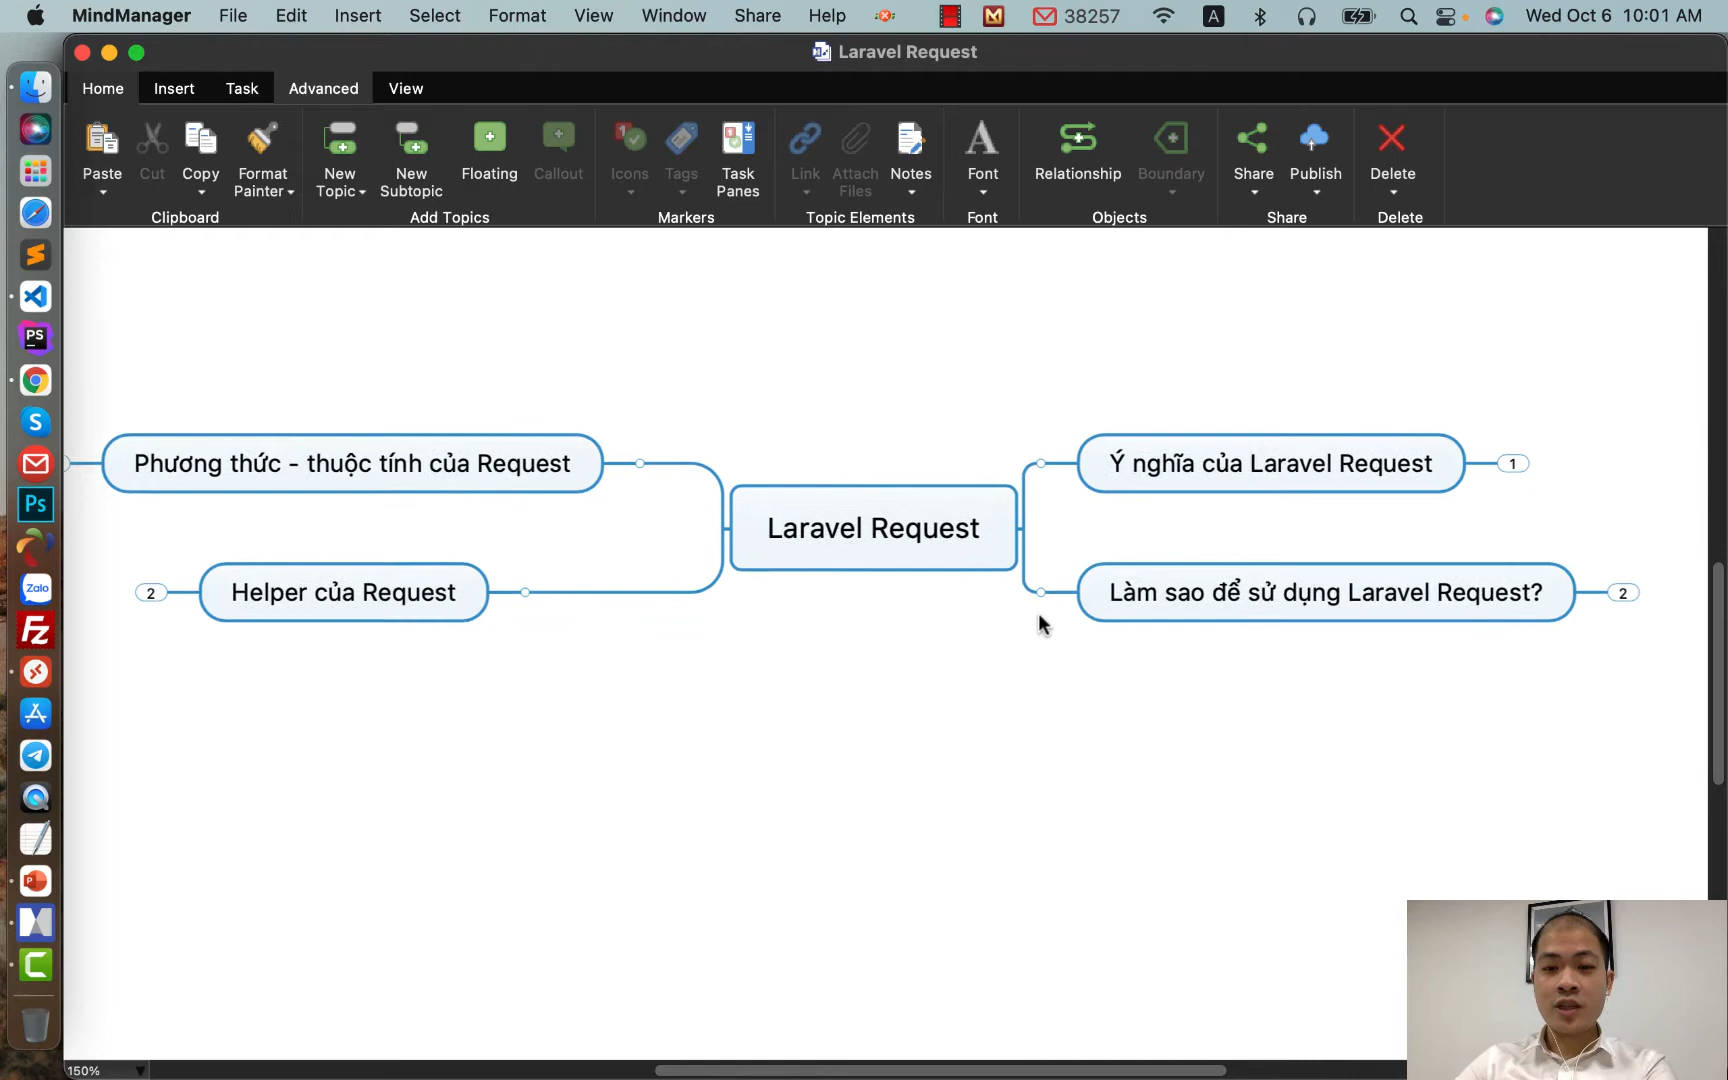 MindManager File Edit Insert Select Format View Window Share Help 38257 A Wed Oct 6 10:01 AM
Laravel Request
Home Insert Task Advanced View
Paste Cut Copy Format Painter New Topic New Subtopic Floating Callout Icons Tags Task Panes Link Attach Files Notes Font Relationship Boundary Share Publish Delete
Clipboard Add Topics Markers Topic Elements Font Objects Share Delete
PS
S
Ps
Zalo
Fz
P
C
Phương thức - thuộc tính của Request
Ý nghĩa của Laravel Request 1
Laravel Request
2 Helper của Request
Làm sao để sử dụng Laravel Request? 2
150%